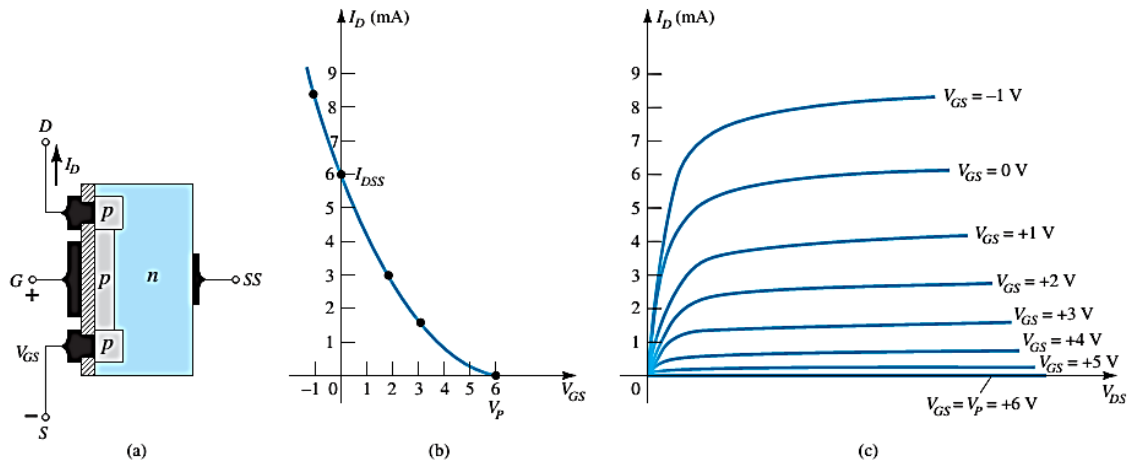 D
I_D
p
G
+
p
n
SS
V_GS
p
−
S
(a)
I_D (mA)
9
8
7
6
I_DSS
5
4
3
2
1
−1 0 1 2 3 4 5 6 V_GS
V_P
(b)
I_D (mA)
9
8
7
6
5
4
3
2
1
0
V_GS = −1 V
V_GS = 0 V
V_GS = +1 V
V_GS = +2 V
V_GS = +3 V
V_GS = +4 V
V_GS = +5 V
V_GS = V_P = +6 V
V_DS
(c)